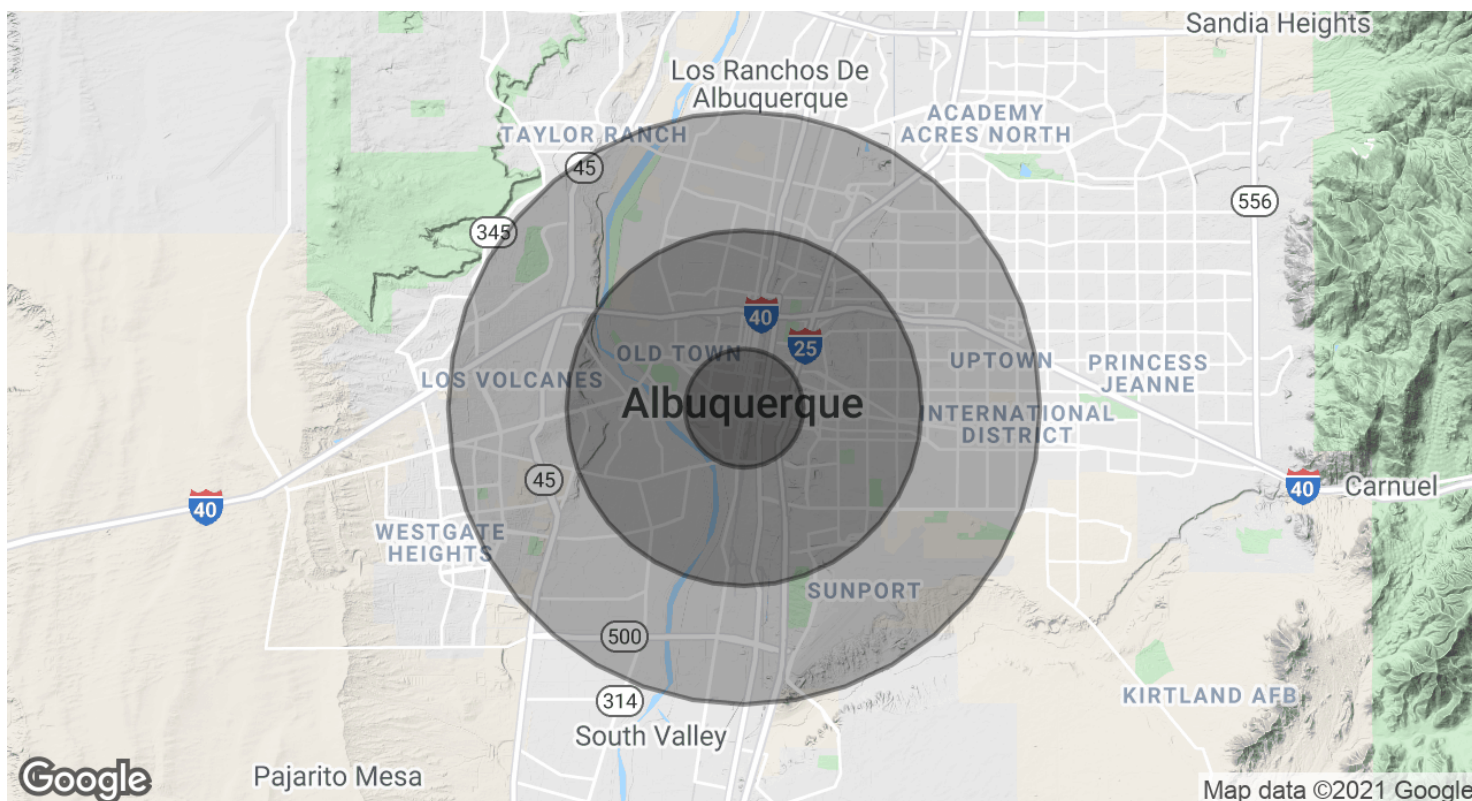 Sandia Heights
Los Ranchos De
Albuquerque
ACADEMY
ACRES NORTH
TAYLOR RANCH
45
556
345
40
25
OLD TOWN
UPTOWN
PRINCESS
JEANNE
LOS VOLCANES
Albuquerque
INTERNATIONAL
DISTRICT
45
40
Carnuel
40
WESTGATE
HEIGHTS
SUNPORT
500
KIRTLAND AFB
314
South Valley
Pajarito Mesa
Google
Map data ©2021 Google